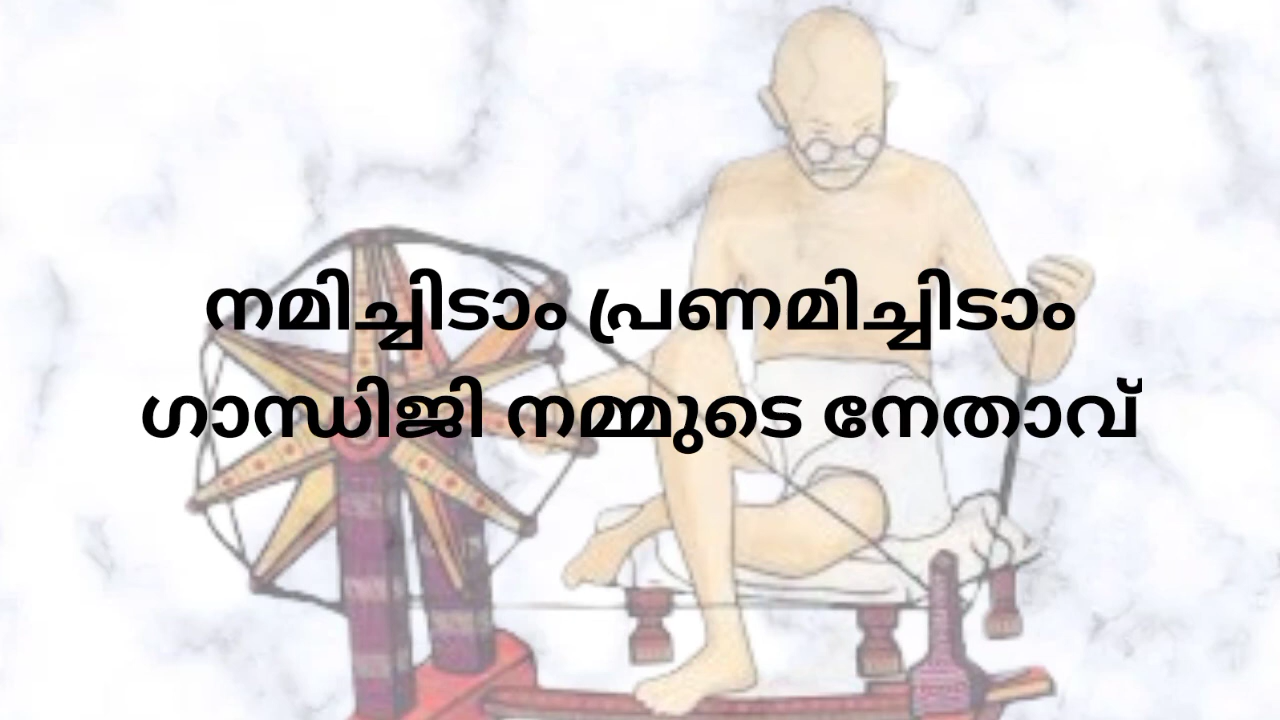 നമിച്ചിടാം പ്രണമിച്ചിടാം
ഗാന്ധിജി നമ്മുടെ നേതാവ്